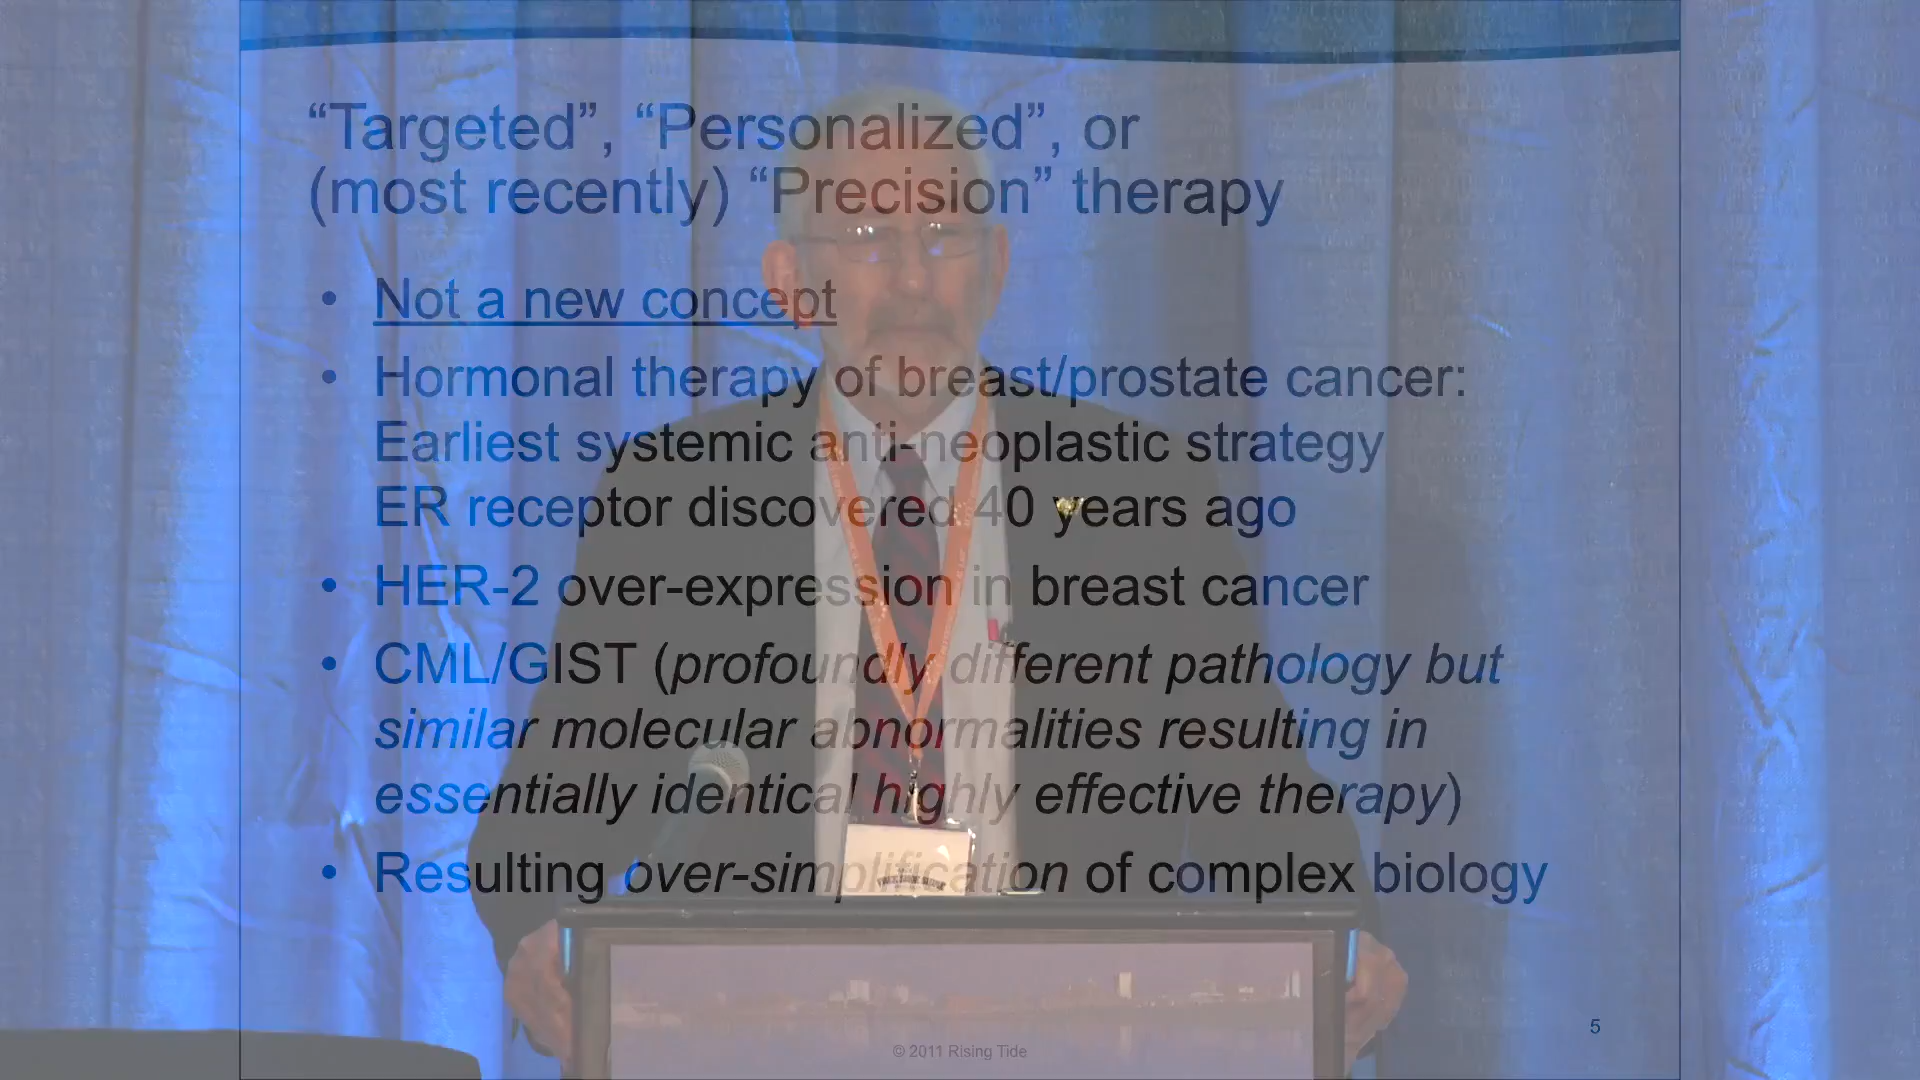 “Targeted”, “Personalized”, or
(most recently) “Precision” therapy
• Not a new concept
• Hormonal therapy of breast/prostate cancer:
Earliest systemic anti-neoplastic strategy
ER receptor discovered 40 years ago
• HER-2 over-expression in breast cancer
• CML/GIST (profoundly different pathology but
similar molecular abnormalities resulting in
essentially identical highly effective therapy)
• Resulting over-simplification of complex biology
5
© 2011 Rising Tide